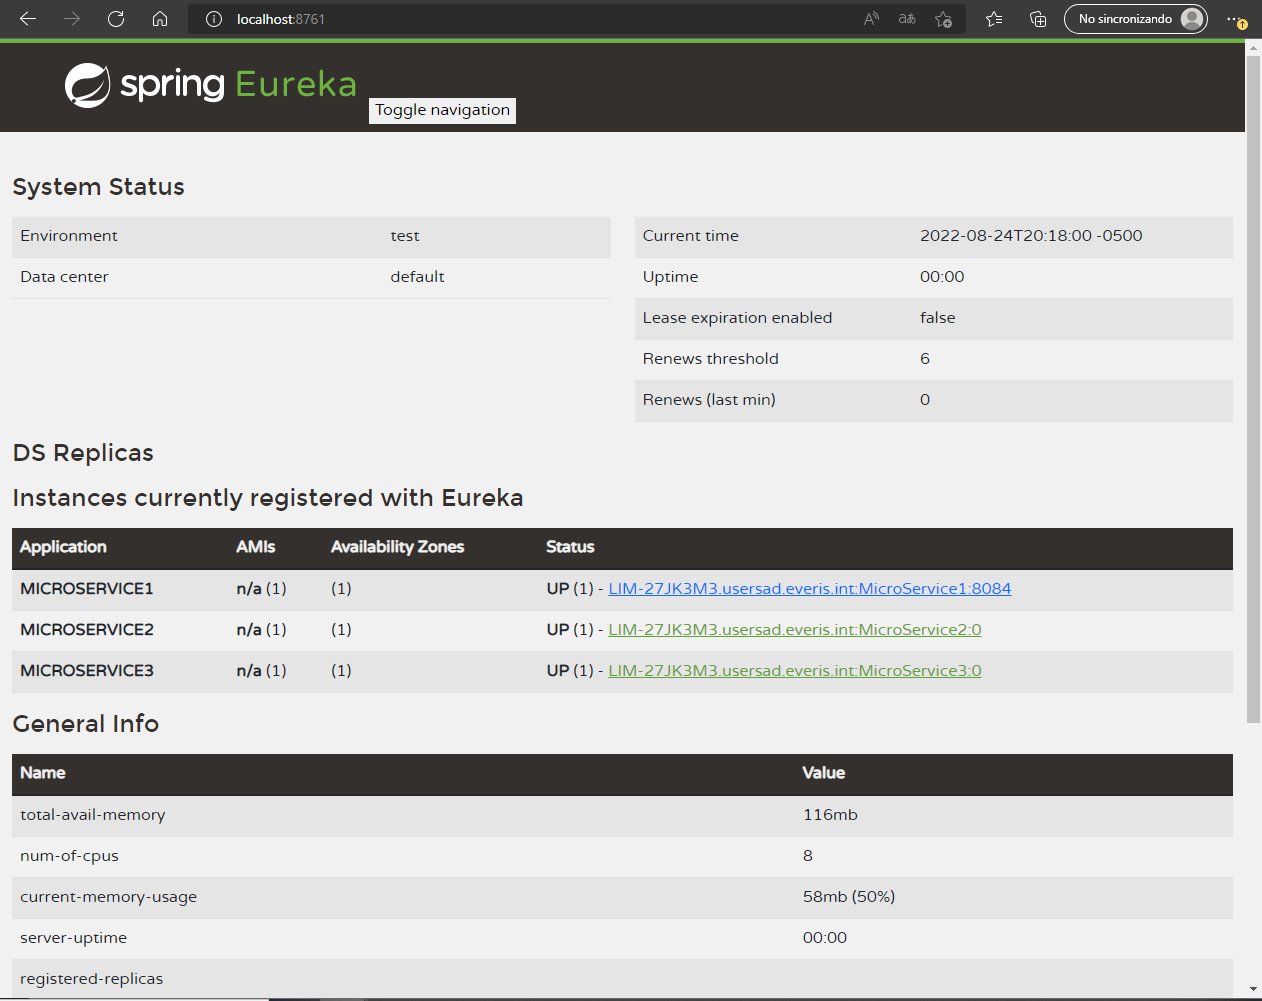 localhost:8761
No sincronizando
spring Eureka
Toggle navigation
System Status
Environment test
Data center default
Current time 2022-08-24T20:18:00 -0500
Uptime 00:00
Lease expiration enabled false
Renews threshold 6
Renews (last min) 0
DS Replicas
Instances currently registered with Eureka
Application AMIs Availability Zones Status
MICROSERVICE1 n/a (1) (1) UP (1) - LIM-27JK3M3.usersad.everis.int:MicroService1:8084
MICROSERVICE2 n/a (1) (1) UP (1) - LIM-27JK3M3.usersad.everis.int:MicroService2:0
MICROSERVICE3 n/a (1) (1) UP (1) - LIM-27JK3M3.usersad.everis.int:MicroService3:0
General Info
Name Value
total-avail-memory 116mb
num-of-cpus 8
current-memory-usage 58mb (50%)
server-uptime 00:00
registered-replicas